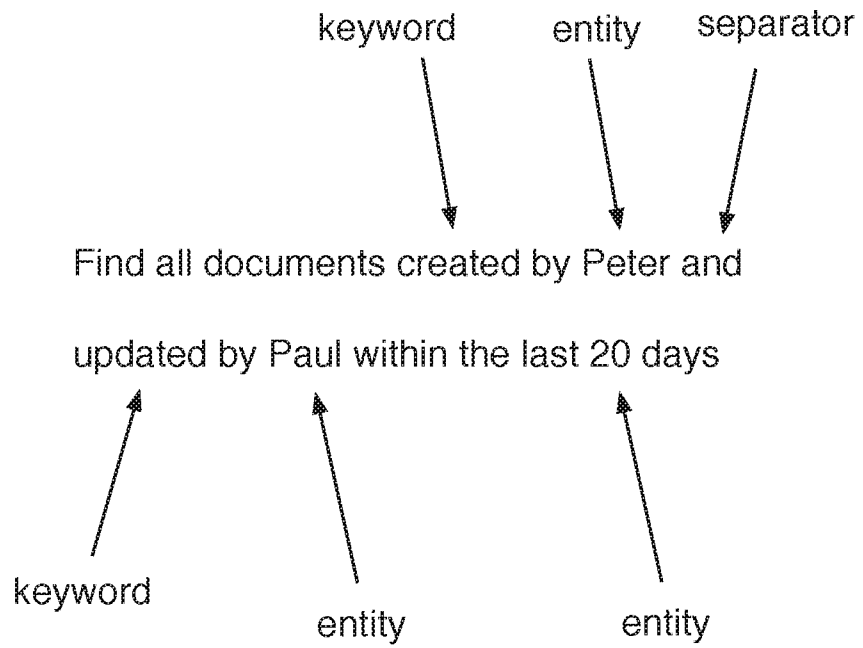 keyword entity separator
Find all documents created by Peter and
updated by Paul within the last 20 days
keyword
entity entity